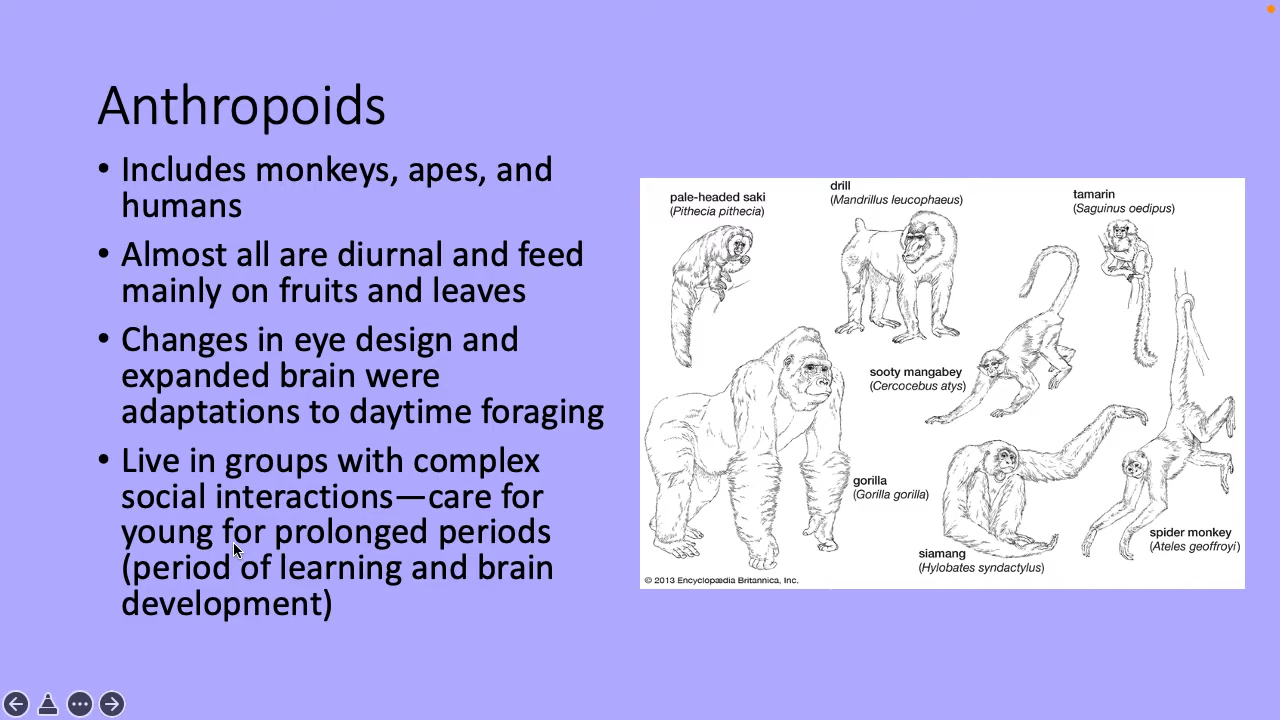 Anthropoids
• Includes monkeys, apes, and
humans
• Almost all are diurnal and feed
mainly on fruits and leaves
• Changes in eye design and
expanded brain were
adaptations to daytime foraging
• Live in groups with complex
social interactions—care for
young for prolonged periods
(period of learning and brain
development)
pale-headed saki
(Pithecia pithecia)
drill
(Mandrillus leucophaeus)
tamarin
(Saguinus oedipus)
sooty mangabey
(Cercocebus atys)
gorilla
(Gorilla gorilla)
siamang
(Hylobates syndactylus)
spider monkey
(Ateles geoffroyi)
© 2013 Encyclopædia Britannica, Inc.